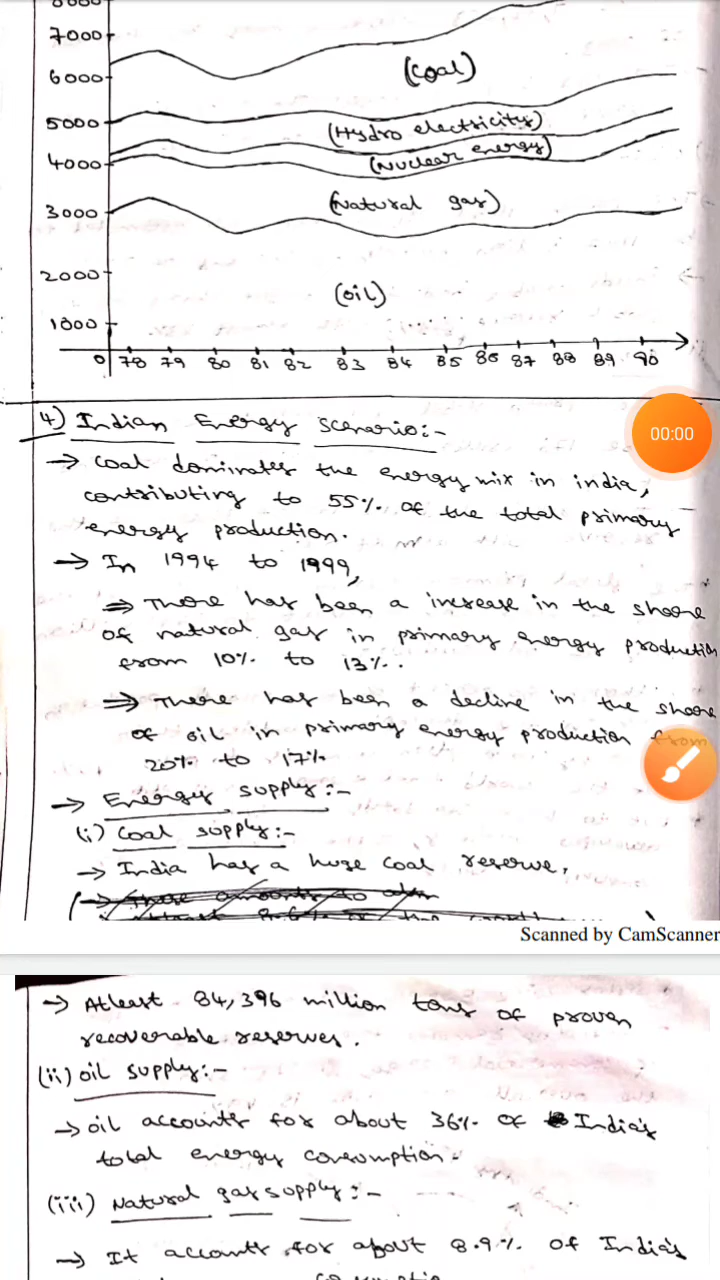 8000
7000
6000
(coal)
5000
(Hydro electricity)
4000
(Nuclear energy)
3000
(Natural gas)
2000
(oil)
1000
0 78 79 80 81 82 83 84 85 86 87 88 89 90
4) Indian Energy Scenario:-
→ Coal dominates the energy mix in india,
contributing to 55% of the total primary
energy production.
→ In 1994 to 1999,
⇒ There has been a increase in the share
of natural gas in primary energy production
from 10% to 13%.
⇒ There has been a decline in the share
of oil in primary energy production from
20% to 17%
→ Energy supply:-
(i) Coal supply:-
→ India has a huge coal reserve,
Scanned by CamScanner
→ Atleast 84,396 million tons of proven
recoverable reserves.
(ii) oil supply:-
→ oil accounts for about 36% of India's
total energy consumption.
(iii) Natural gas supply:-
→ It accounts for about 8.9% of India's
00:00